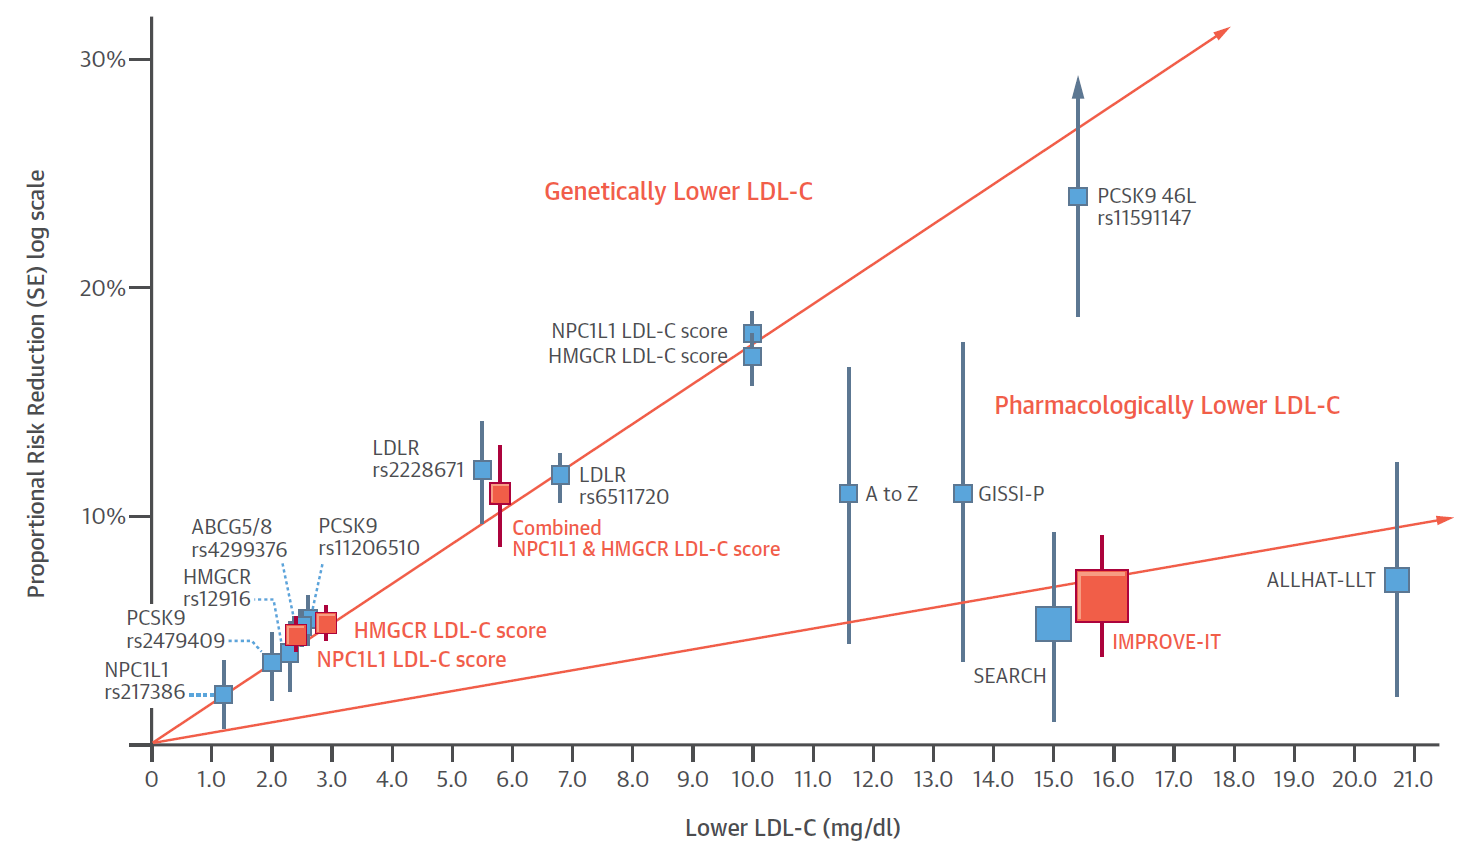 Proportional Risk Reduction (SE) log scale
30%
20%
10%
Genetically Lower LDL-C
PCSK9 46L
rs11591147
NPC1L1 LDL-C score
HMGCR LDL-C score
Pharmacologically Lower LDL-C
LDLR
rs2228671
LDLR
rs6511720
A to Z
GISSI-P
Combined
NPC1L1 & HMGCR LDL-C score
ABCG5/8
rs4299376
PCSK9
rs11206510
HMGCR
rs12916
PCSK9
rs2479409
NPC1L1
rs217386
HMGCR LDL-C score
NPC1L1 LDL-C score
ALLHAT-LLT
IMPROVE-IT
SEARCH
0 1.0 2.0 3.0 4.0 5.0 6.0 7.0 8.0 9.0 10.0 11.0 12.0 13.0 14.0 15.0 16.0 17.0 18.0 19.0 20.0 21.0
Lower LDL-C (mg/dl)